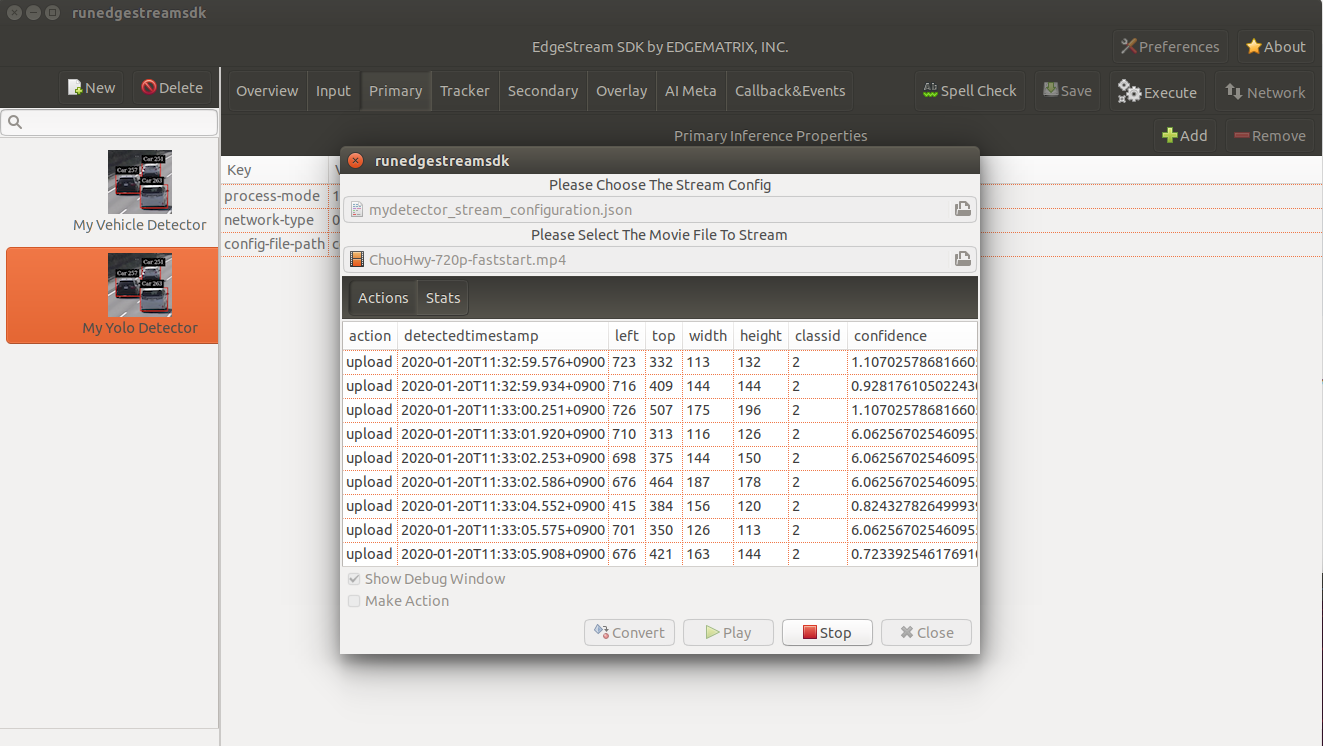 runedgestreamsdk
EdgeStream SDK by EDGEMATRIX, INC.
Preferences
About
New
Delete
Overview
Input
Primary
Tracker
Secondary
Overlay
AI Meta
Callback&Events
Spell Check
Save
Execute
Network
Primary Inference Properties
Add
Remove
Car 251
Car 257
Car 263
My Vehicle Detector
Car 251
Car 257
Car 263
My Yolo Detector
Key
process-mode 1
network-type 0
config-file-path
runedgestreamsdk
Please Choose The Stream Config
mydetector_stream_configuration.json
Please Select The Movie File To Stream
ChuoHwy-720p-faststart.mp4
Actions
Stats
action detectedtimestamp left top width height classid confidence
upload 2020-01-20T11:32:59.576+0900 723 332 113 132 2 1.10702578681660
upload 2020-01-20T11:32:59.934+0900 716 409 144 144 2 0.92817610502243
upload 2020-01-20T11:33:00.251+0900 726 507 175 196 2 1.10702578681660
upload 2020-01-20T11:33:01.920+0900 710 313 116 126 2 6.06256702546095
upload 2020-01-20T11:33:02.253+0900 698 375 144 150 2 6.06256702546095
upload 2020-01-20T11:33:02.586+0900 676 464 187 178 2 6.06256702546095
upload 2020-01-20T11:33:04.552+0900 415 384 156 120 2 0.82432782649993
upload 2020-01-20T11:33:05.575+0900 701 350 126 113 2 6.06256702546095
upload 2020-01-20T11:33:05.908+0900 676 421 163 144 2 0.72339254617691
Show Debug Window
Make Action
Convert
Play
Stop
Close